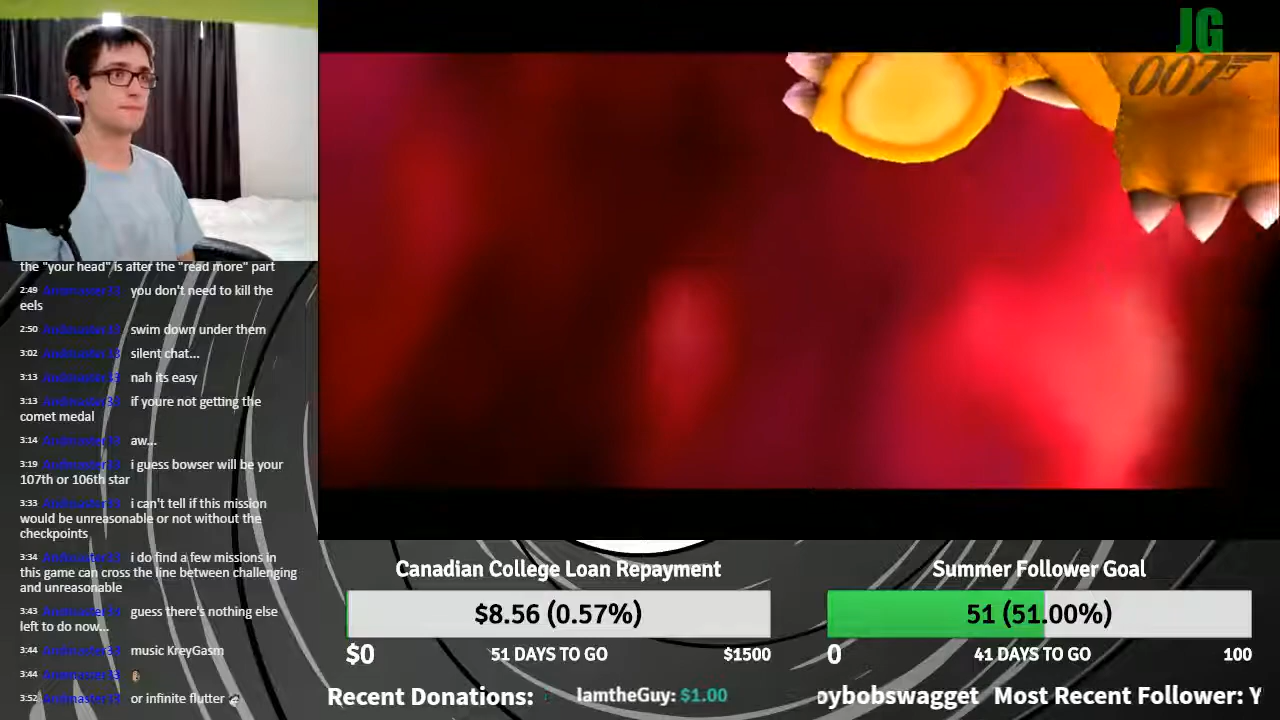 JG
007
the "your head" is after the "read more" part
2:49 you don't need to kill the
eels
2:50 swim down under them
3:02 silent chat...
3:13 nah its easy
3:13 if youre not getting the
comet medal
3:14 aw...
3:19 i guess bowser will be your
107th or 106th star
3:33 i can't tell if this mission
would be unreasonable or not without the
checkpoints
3:34 i do find a few missions in
this game can cross the line between challenging
and unreasonable
3:43 guess there's nothing else
left to do now...
3:44 music KreyGasm
3:44
3:52 or infinite flutter
Canadian College Loan Repayment
$8.56 (0.57%)
$0 51 DAYS TO GO $1500
Summer Follower Goal
51 (51.00%)
0 41 DAYS TO GO 100
Recent Donations: IamtheGuy: $1.00
oybobswagget Most Recent Follower: Y